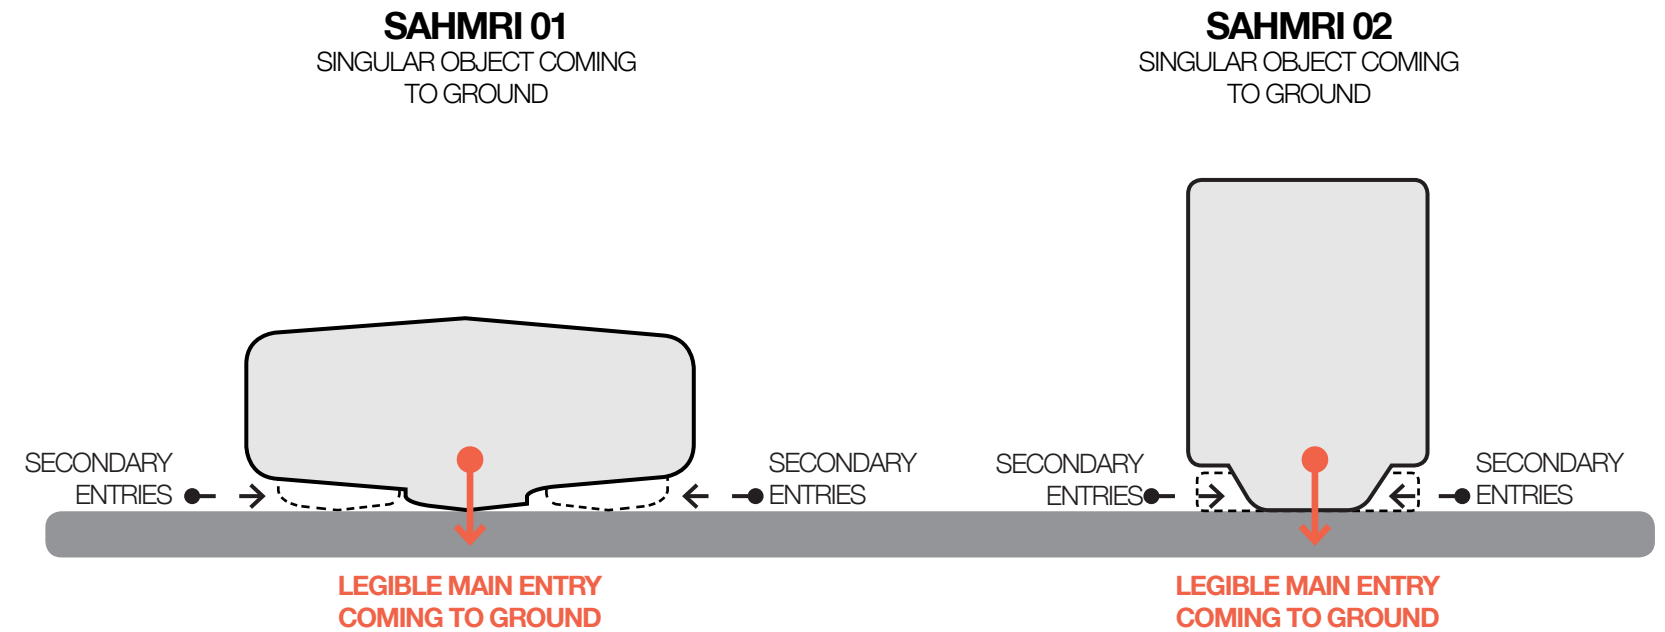 SAHMRI 01
SINGULAR OBJECT COMING
TO GROUND
SAHMRI 02
SINGULAR OBJECT COMING
TO GROUND
SECONDARY
ENTRIES
SECONDARY
ENTRIES
SECONDARY
ENTRIES
SECONDARY
ENTRIES
LEGIBLE MAIN ENTRY
COMING TO GROUND
LEGIBLE MAIN ENTRY
COMING TO GROUND